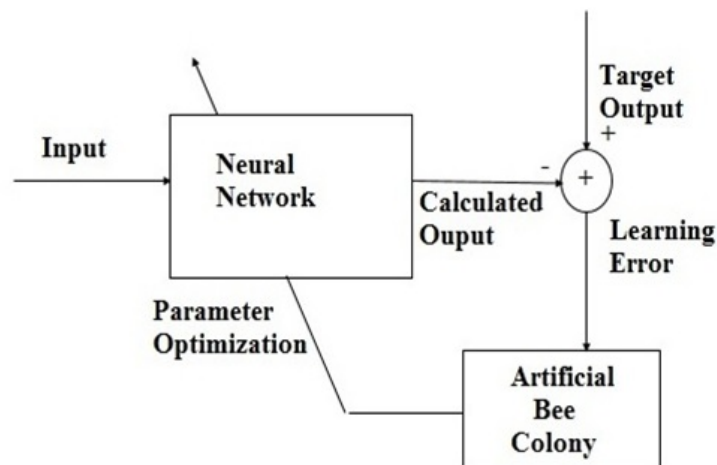 Target
Output
+
Input
Neural
Network
-
+
Calculated
Ouput
Learning
Error
Parameter
Optimization
Artificial
Bee
Colony